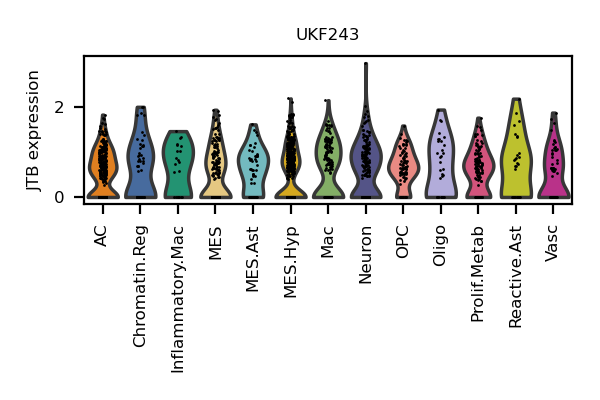 UKF243
JTB expression
2
0
AC
Chromatin.Reg
Inflammatory.Mac
MES
MES.Ast
MES.Hyp
Mac
Neuron
OPC
Oligo
Prolif.Metab
Reactive.Ast
Vasc